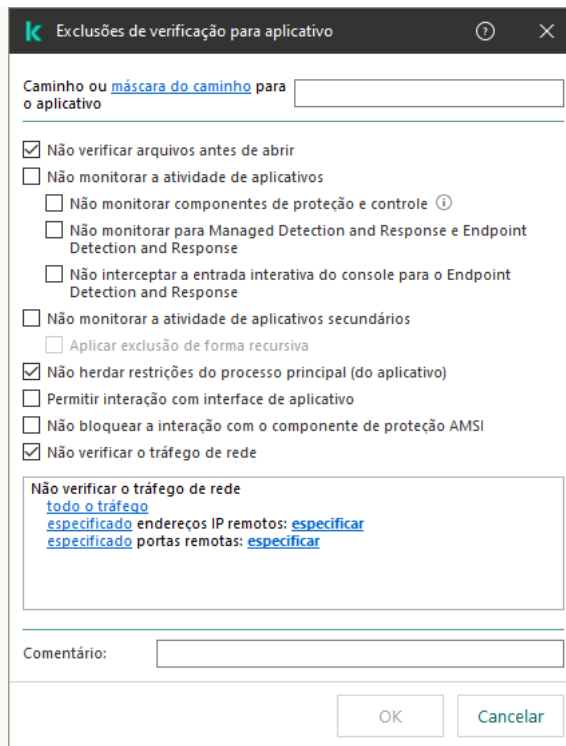 Exclusões de verificação para aplicativo
Caminho ou máscara do caminho para
o aplicativo
Não verificar arquivos antes de abrir
Não monitorar a atividade de aplicativos
Não monitorar componentes de proteção e controle
Não monitorar para Managed Detection and Response e Endpoint
Detection and Response
Não interceptar a entrada interativa do console para o Endpoint
Detection and Response
Não monitorar a atividade de aplicativos secundários
Aplicar exclusão de forma recursiva
Não herdar restrições do processo principal (do aplicativo)
Permitir interação com interface de aplicativo
Não bloquear a interação com o componente de proteção AMSI
Não verificar o tráfego de rede
Não verificar o tráfego de rede
todo o tráfego
especificado endereços IP remotos: especificar
especificado portas remotas: especificar
Comentário:
OK Cancelar